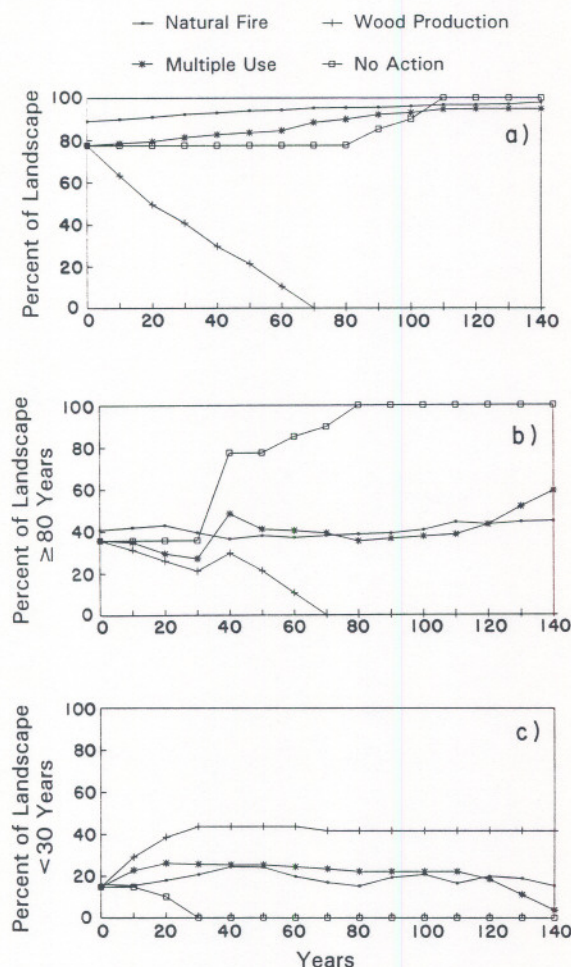 Natural Fire
Wood Production
Multiple Use
No Action
Percent of Landscape
100
80
60
40
20
0
a)
0 20 40 60 80 100 120 140
Percent of Landscape
≥80 Years
100
80
60
40
20
0
b)
0 20 40 60 80 100 120 140
Percent of Landscape
<30 Years
100
80
60
40
20
0
c)
0 20 40 60 80 100 120 140
Years